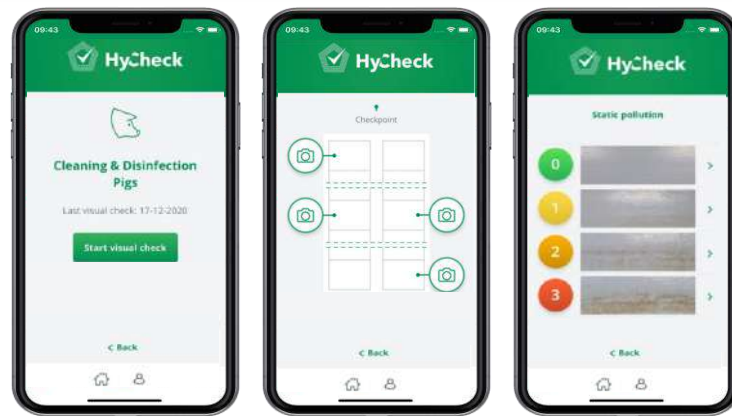 09:43
HyCheck
Cleaning & Disinfection
Pigs
Last visual check: 17-12-2020
Start visual check
< Back
09:43
HyCheck
Checkpoint
< Back
09:43
HyCheck
Static pollution
0
1
2
3
< Back